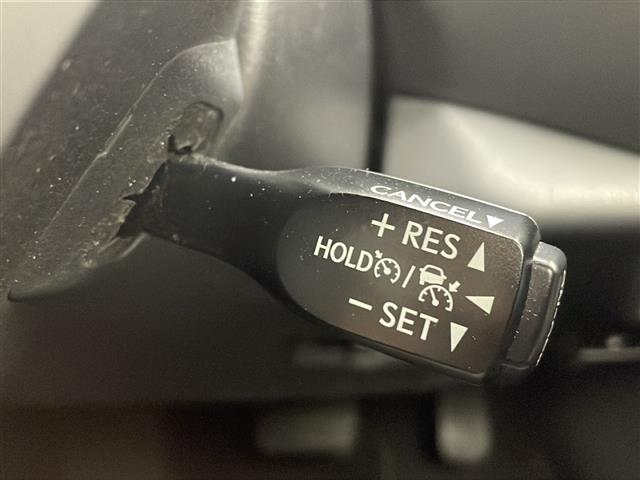 CANCEL▼
+ RES ▲
HOLD /
− SET ▼